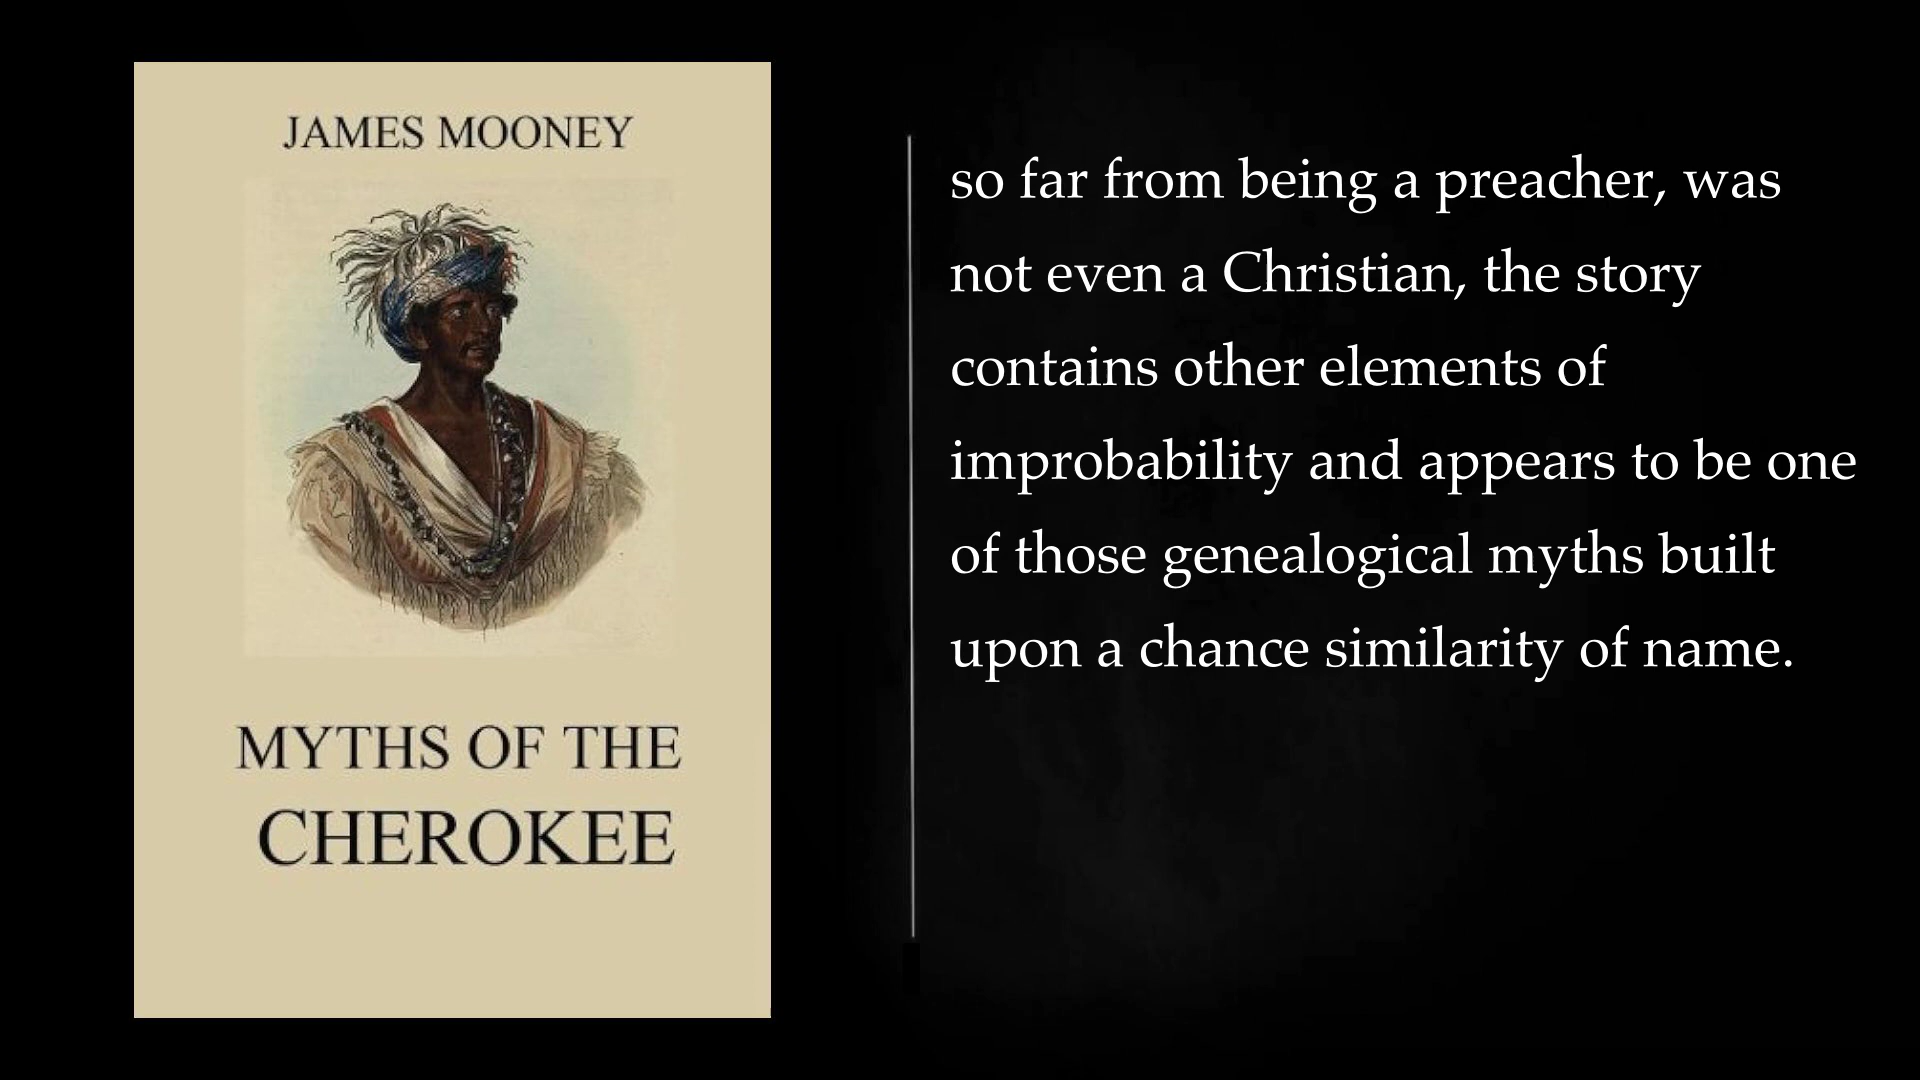 JAMES MOONEY
MYTHS OF THE
CHEROKEE
so far from being a preacher, was
not even a Christian, the story
contains other elements of
improbability and appears to be one
of those genealogical myths built
upon a chance similarity of name.